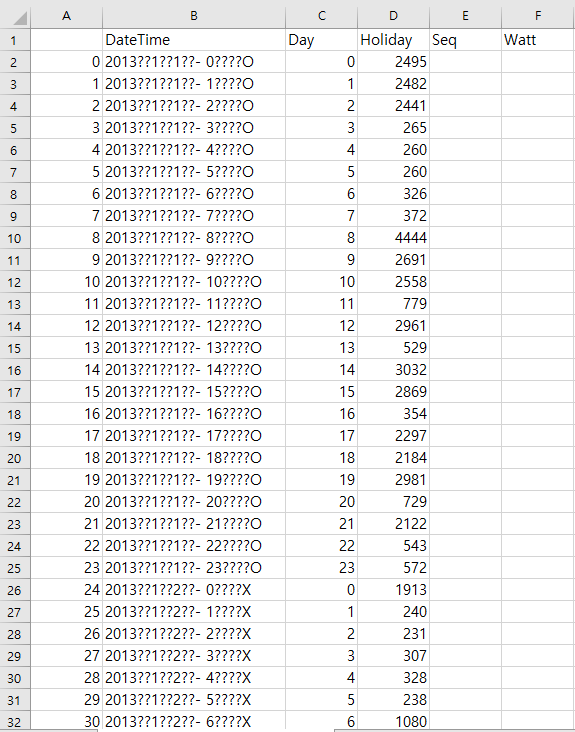 A B C D E F
1 DateTime Day Holiday Seq Watt
2 0 2013??1??1??- 0????O 0 2495
3 1 2013??1??1??- 1????O 1 2482
4 2 2013??1??1??- 2????O 2 2441
5 3 2013??1??1??- 3????O 3 265
6 4 2013??1??1??- 4????O 4 260
7 5 2013??1??1??- 5????O 5 260
8 6 2013??1??1??- 6????O 6 326
9 7 2013??1??1??- 7????O 7 372
10 8 2013??1??1??- 8????O 8 4444
11 9 2013??1??1??- 9????O 9 2691
12 10 2013??1??1??- 10????O 10 2558
13 11 2013??1??1??- 11????O 11 779
14 12 2013??1??1??- 12????O 12 2961
15 13 2013??1??1??- 13????O 13 529
16 14 2013??1??1??- 14????O 14 3032
17 15 2013??1??1??- 15????O 15 2869
18 16 2013??1??1??- 16????O 16 354
19 17 2013??1??1??- 17????O 17 2297
20 18 2013??1??1??- 18????O 18 2184
21 19 2013??1??1??- 19????O 19 2981
22 20 2013??1??1??- 20????O 20 729
23 21 2013??1??1??- 21????O 21 2122
24 22 2013??1??1??- 22????O 22 543
25 23 2013??1??1??- 23????O 23 572
26 24 2013??1??2??- 0????X 0 1913
27 25 2013??1??2??- 1????X 1 240
28 26 2013??1??2??- 2????X 2 231
29 27 2013??1??2??- 3????X 3 307
30 28 2013??1??2??- 4????X 4 328
31 29 2013??1??2??- 5????X 5 238
32 30 2013??1??2??- 6????X 6 1080